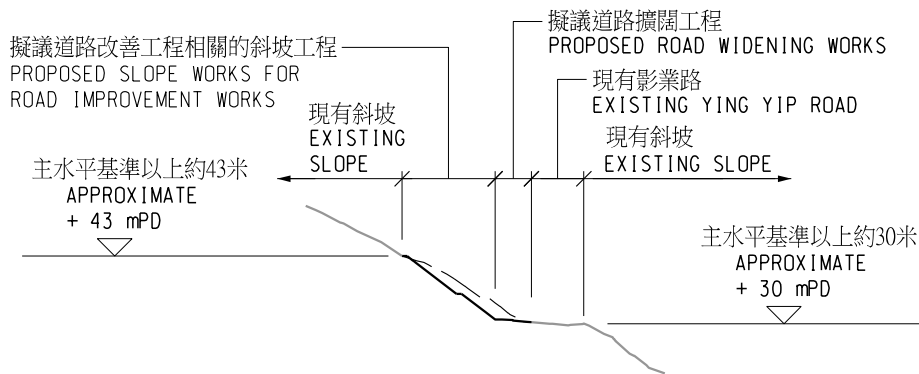 擬議道路擴闊工程
PROPOSED ROAD WIDENING WORKS
擬議道路改善工程相關的斜坡工程
PROPOSED SLOPE WORKS FOR
ROAD IMPROVEMENT WORKS
現有影業路
EXISTING YING YIP ROAD
現有斜坡
EXISTING
SLOPE
現有斜坡
EXISTING SLOPE
主水平基準以上約43米
APPROXIMATE
+ 43 mPD
主水平基準以上約30米
APPROXIMATE
+ 30 mPD